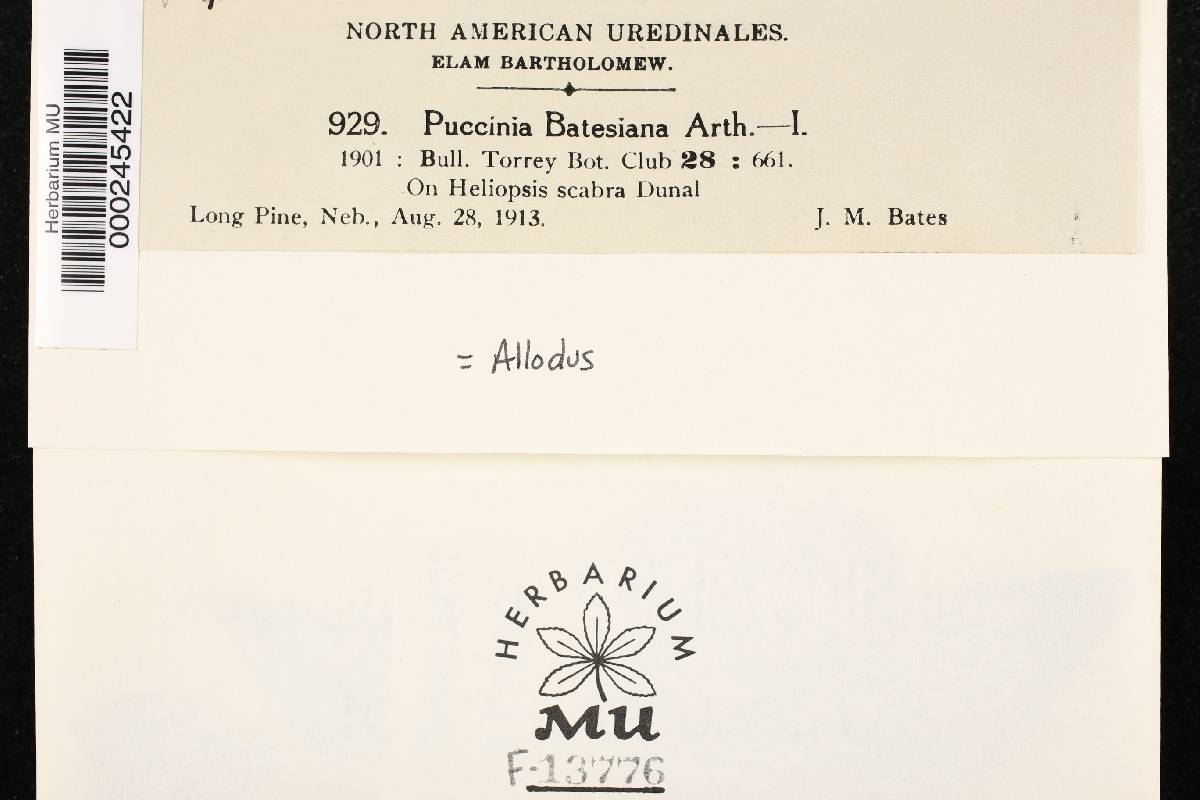 NORTH AMERICAN UREDINALES.
ELAM BARTHOLOMEW.
929. Puccinia Batesiana Arth.—I.
1901 : Bull. Torrey Bot. Club 28 : 661.
On Heliopsis scabra Dunal
Long Pine, Neb., Aug. 28, 1913. J. M. Bates
Herbarium MU
000245422
= Allodus
HERBARIUM
MU
F-13776